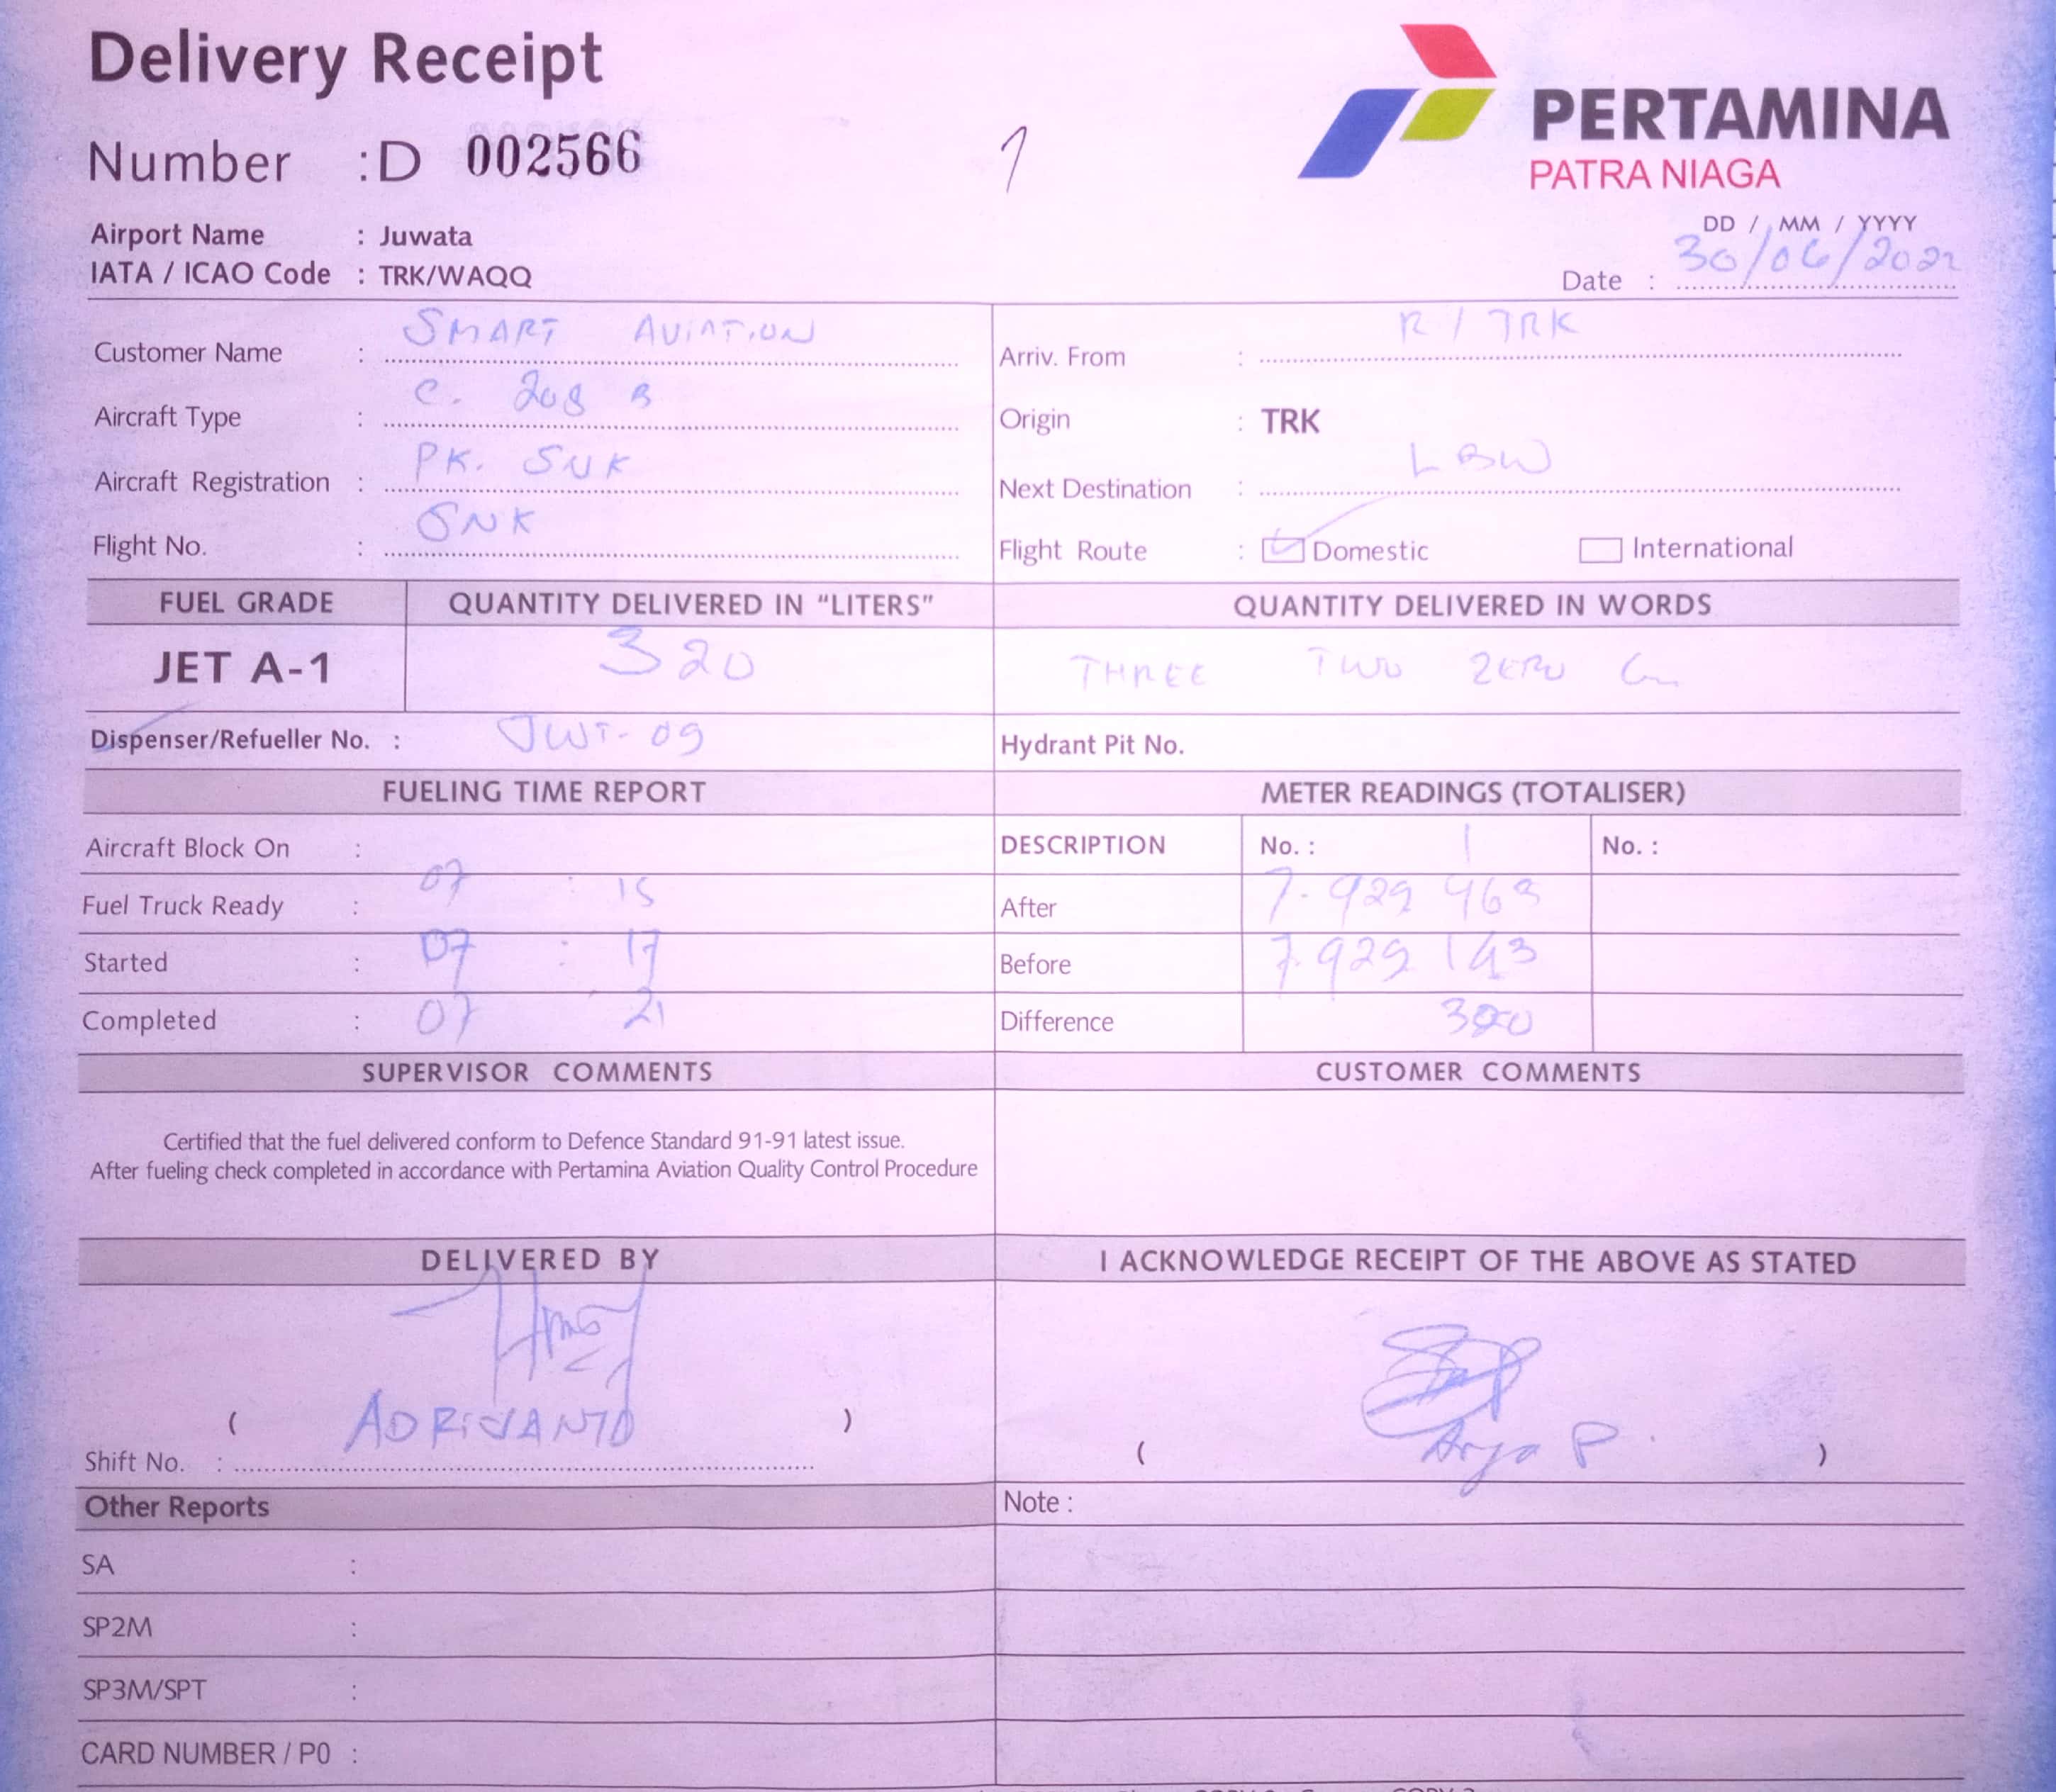 Delivery Receipt
Number :D 002566
1
PERTAMINA
PATRA NIAGA
Airport Name : Juwata
IATA / ICAO Code : TRK/WAQQ
DD / MM / YYYY
Date : 30/06/2022
Customer Name : SMART AVIATION
Aircraft Type : C. 208 B
Aircraft Registration : PK. SNK
Flight No. : SNK
Arriv. From : R / TRK
Origin : TRK
Next Destination : LBW
Flight Route : Domestic International
FUEL GRADE QUANTITY DELIVERED IN "LITERS" QUANTITY DELIVERED IN WORDS
JET A-1 320 THREE TWO ZERO
Dispenser/Refueller No. : JWT-09 Hydrant Pit No.
FUELING TIME REPORT
Aircraft Block On :
Fuel Truck Ready : 07 : 15
Started : 07 : 17
Completed : 07 21
METER READINGS (TOTALISER)
DESCRIPTION No. : 1 No. :
After 7.929 463
Before 7.929 143
Difference 320
SUPERVISOR COMMENTS
Certified that the fuel delivered conform to Defence Standard 91-91 latest issue.
After fueling check completed in accordance with Pertamina Aviation Quality Control Procedure
CUSTOMER COMMENTS
DELIVERED BY
( ADRIYANTO )
Shift No. :
I ACKNOWLEDGE RECEIPT OF THE ABOVE AS STATED
( Arya P. )
Other Reports
SA :
SP2M :
SP3M/SPT :
CARD NUMBER / P0 :
Note :